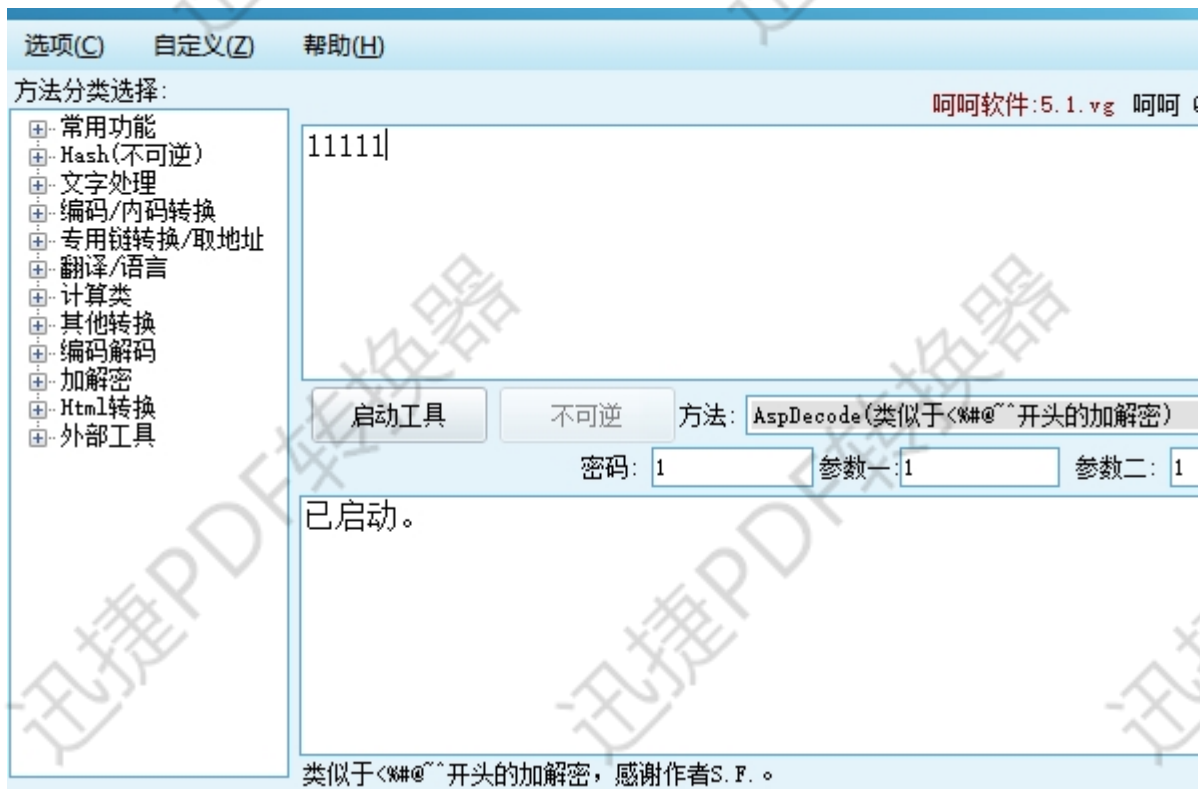 选项(C) 自定义(Z) 帮助(H)
方法分类选择:
呵呵软件:5.1.vg 呵呵
常用功能
Hash(不可逆)
文字处理
编码/内码转换
专用链转换/取地址
翻译/语言
计算类
其他转换
编码解码
加解密
Html转换
外部工具
11111
启动工具 不可逆 方法: AspDecode(类似于<%#@~^开头的加解密)
密码: 1 参数一:1 参数二: 1
已启动。
类似于<%#@~^开头的加解密，感谢作者S.F.。
迅捷PDF转换器
迅捷PDF转换器